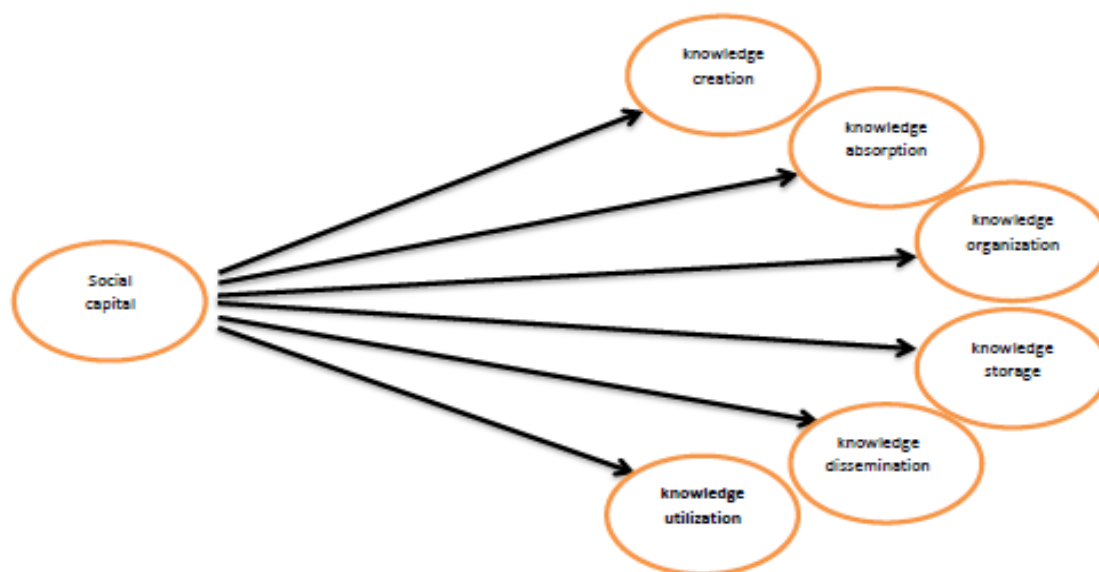 knowledge
creation
knowledge
absorption
knowledge
organization
Social
capital
knowledge
storage
knowledge
dissemination
knowledge
utilization